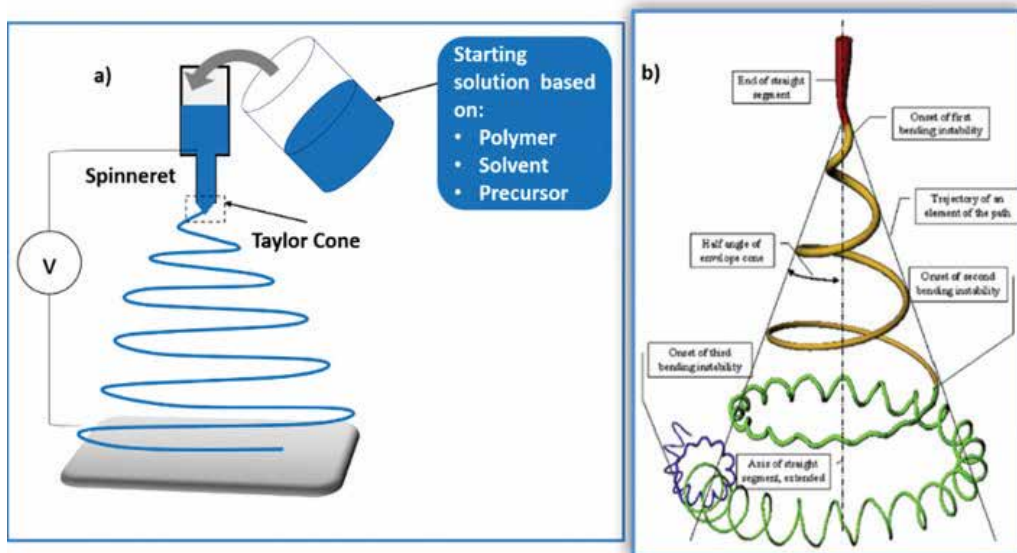 a)
Starting
solution based
on:
• Polymer
• Solvent
• Precursor
Spinneret
Taylor Cone
V
b)
End of straight
segment
Onset of first
bending instability
Trajectory of an
element of the path
Half angle of
envelope cone
Onset of second
bending instability
Onset of third
bending instability
Axis of straight
segment, extended